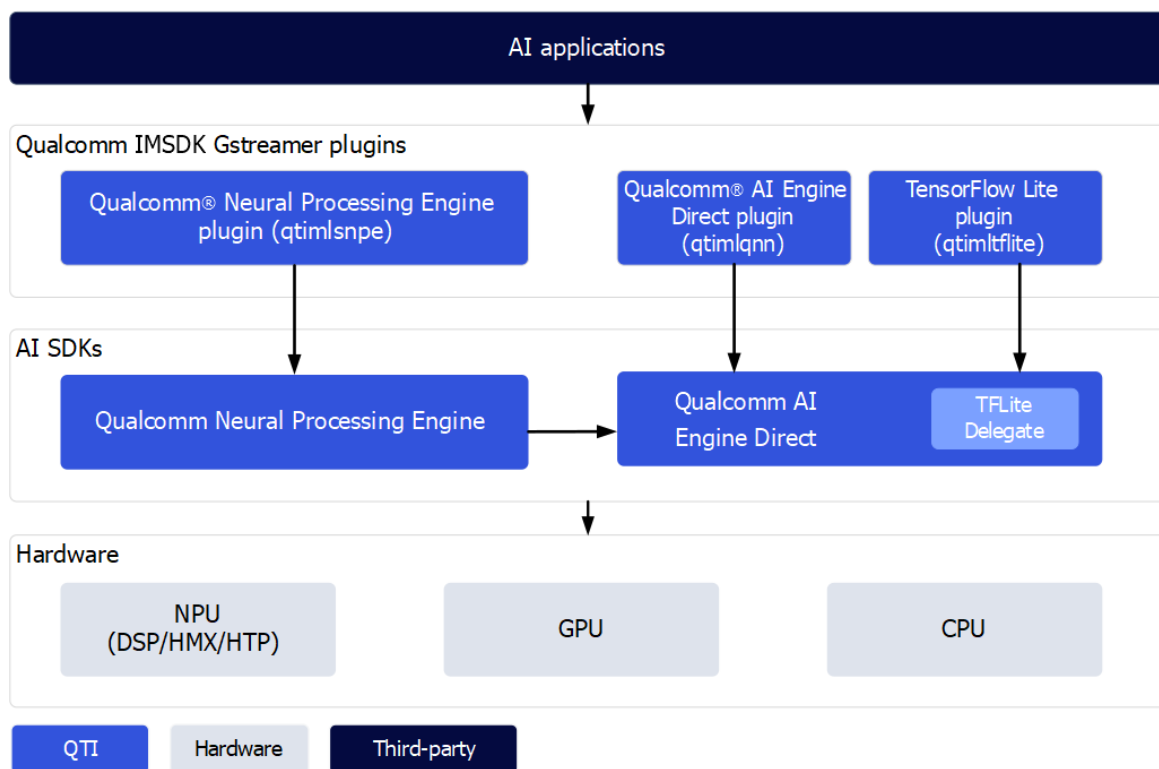 AI applications
Qualcomm IMSDK Gstreamer plugins
Qualcomm® Neural Processing Engine
plugin (qtimlsnpe)
Qualcomm® AI Engine
Direct plugin
(qtimlqnn)
TensorFlow Lite
plugin
(qtimltflite)
AI SDKs
Qualcomm Neural Processing Engine
Qualcomm AI
Engine Direct
TFLite
Delegate
Hardware
NPU
(DSP/HMX/HTP)
GPU
CPU
QTI
Hardware
Third-party